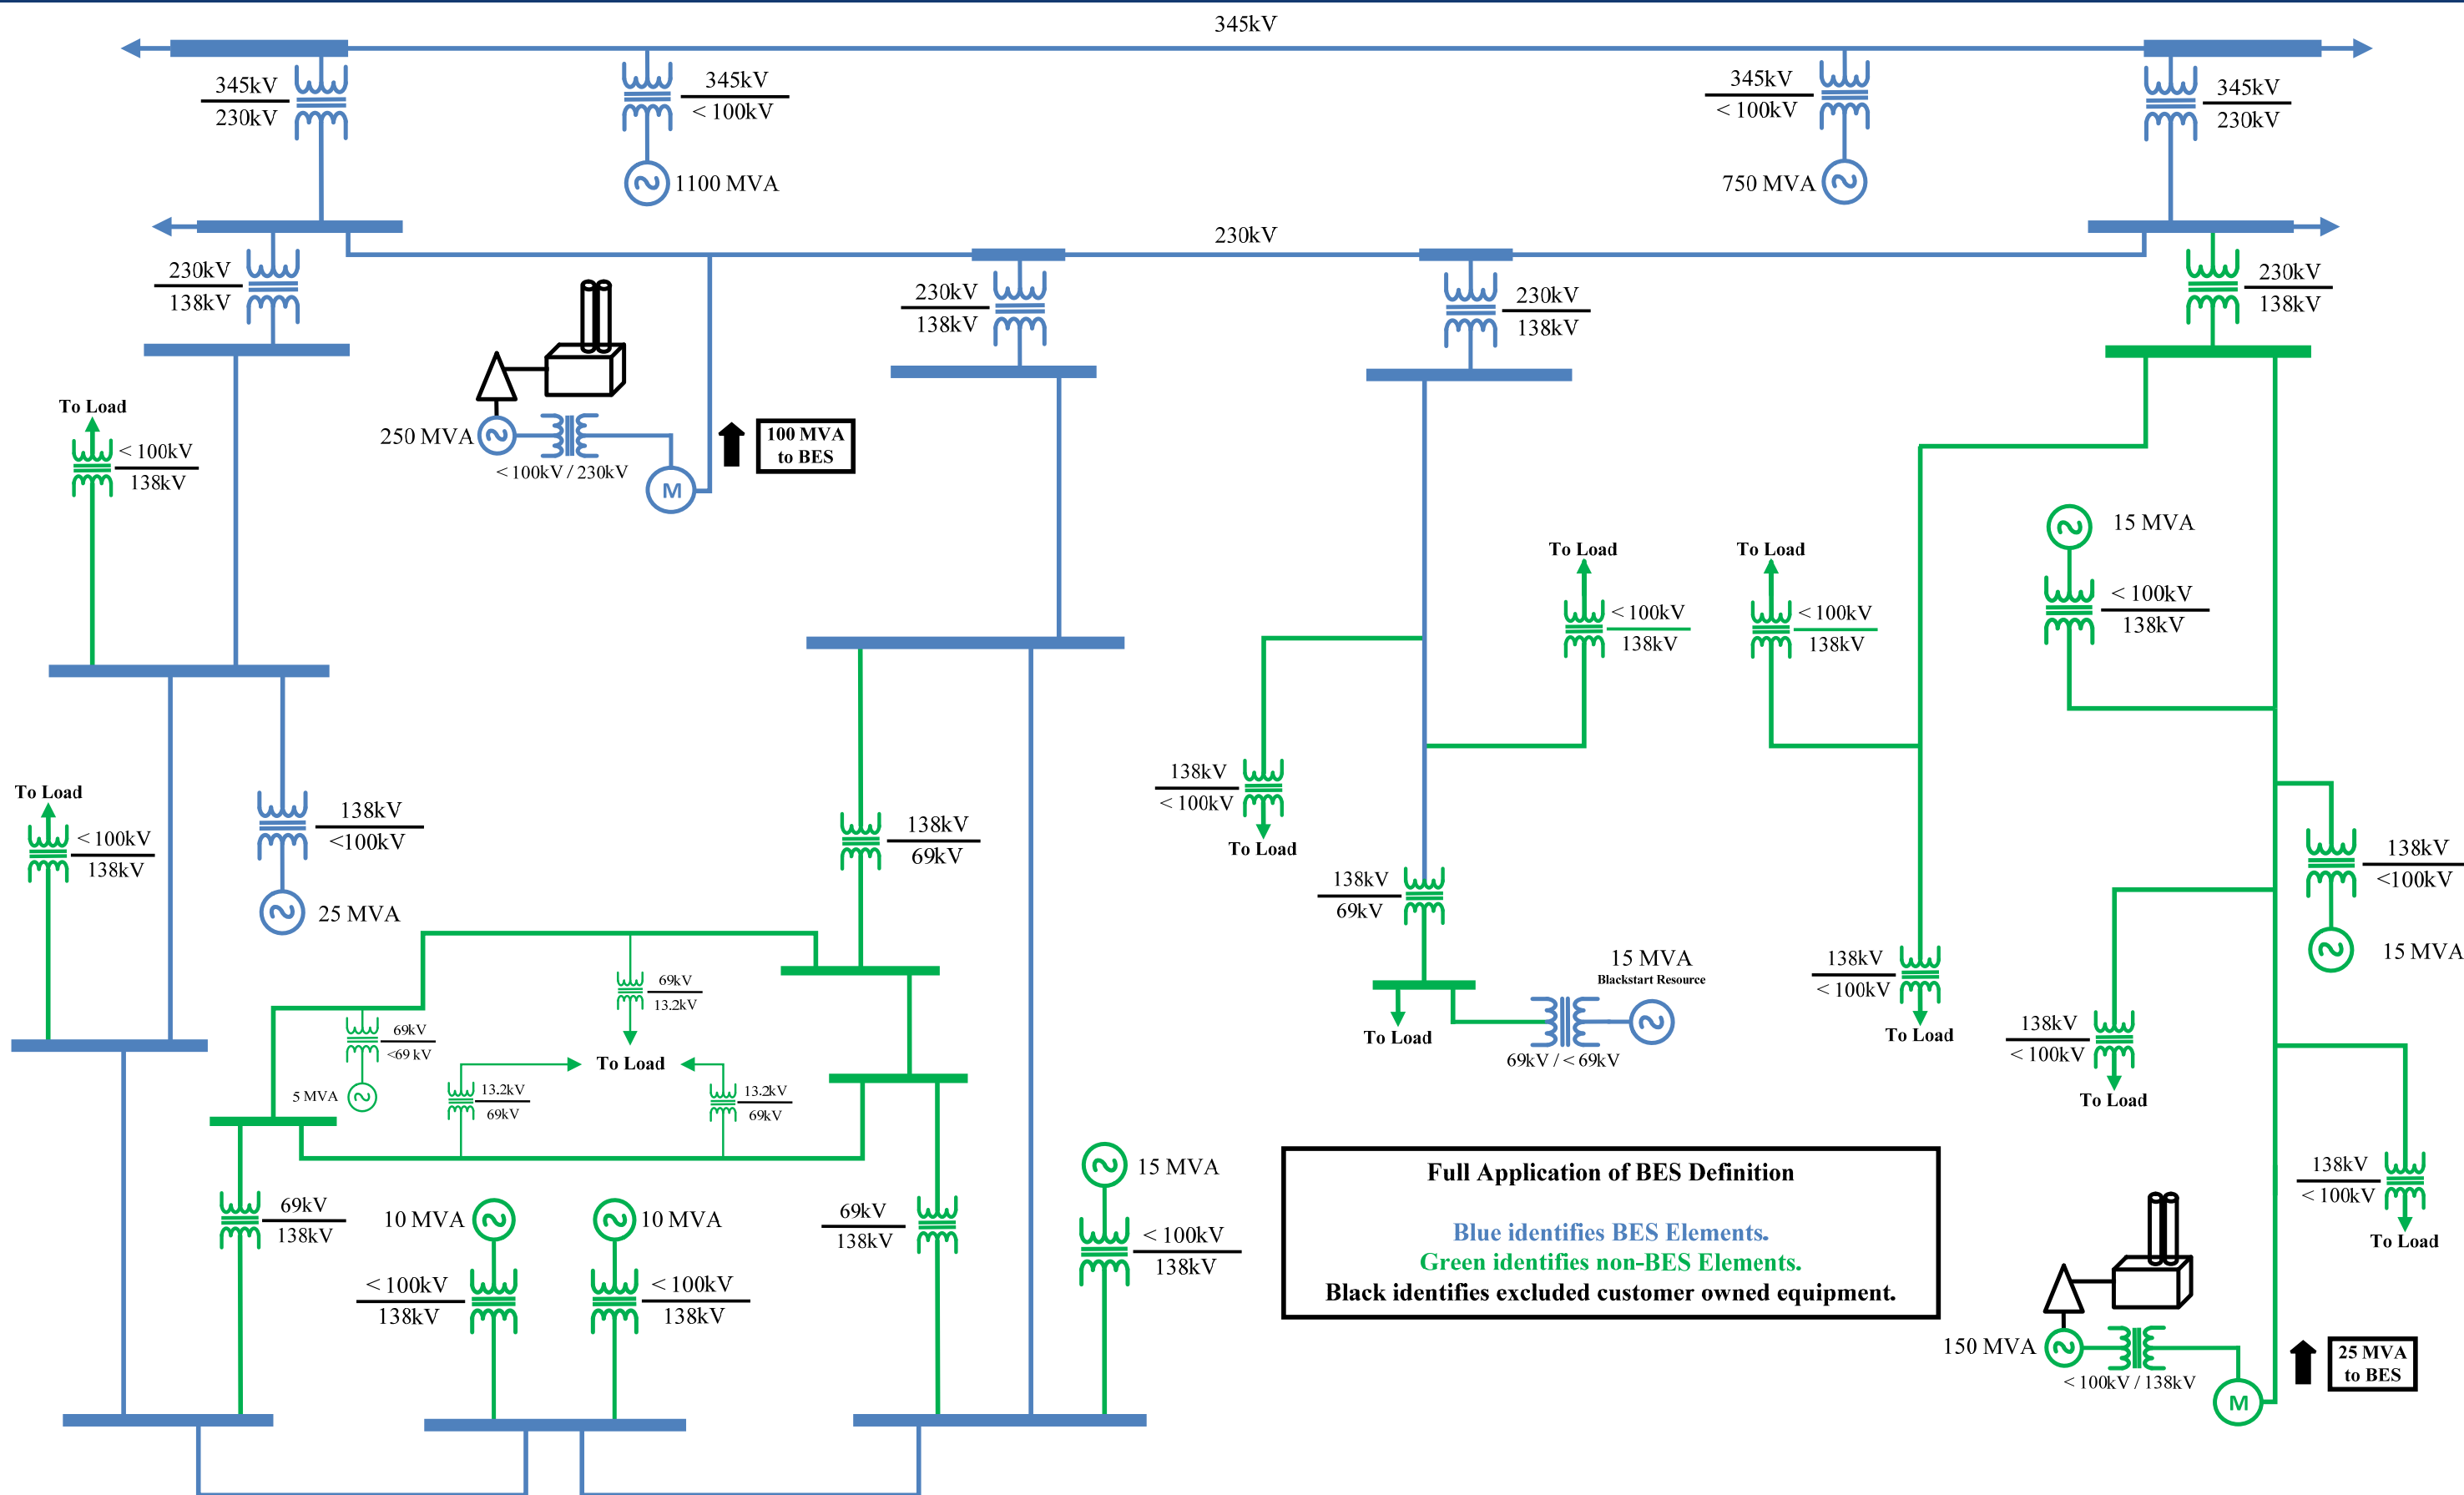 345kV
345kV
230kV
345kV
< 100kV
1100 MVA
345kV
< 100kV
750 MVA
345kV
230kV
230kV
230kV
138kV
230kV
138kV
230kV
138kV
230kV
138kV
250 MVA
< 100kV / 230kV
M
100 MVA
to BES
To Load
< 100kV
138kV
To Load
< 100kV
138kV
138kV
<100kV
25 MVA
138kV
69kV
69kV
13.2kV
69kV
<69 kV
5 MVA
To Load
13.2kV
69kV
13.2kV
69kV
69kV
138kV
10 MVA
< 100kV
138kV
10 MVA
< 100kV
138kV
69kV
138kV
15 MVA
< 100kV
138kV
To Load
< 100kV
138kV
138kV
< 100kV
To Load
138kV
69kV
To Load
15 MVA
Blackstart Resource
69kV / < 69kV
To Load
< 100kV
138kV
138kV
< 100kV
To Load
15 MVA
< 100kV
138kV
138kV
<100kV
15 MVA
138kV
< 100kV
To Load
138kV
< 100kV
To Load
150 MVA
< 100kV / 138kV
M
25 MVA
to BES
Full Application of BES Definition
Blue identifies BES Elements.
Green identifies non-BES Elements.
Black identifies excluded customer owned equipment.